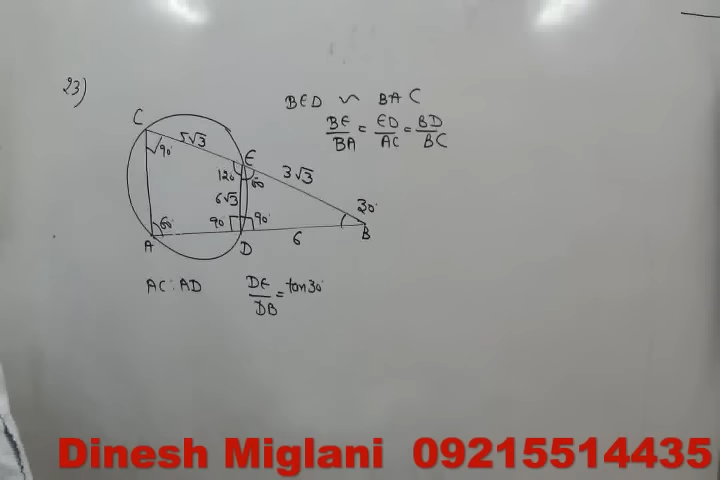 23)
BED ∽ BAC
BE/BA = ED/AC = BD/BC
C
5√3
90°
E
120°
60
3√3
6√3
30°
60°
90
90°
A
D
6
B
AC : AD
DE/DB = tan30°
Dinesh Miglani 09215514435